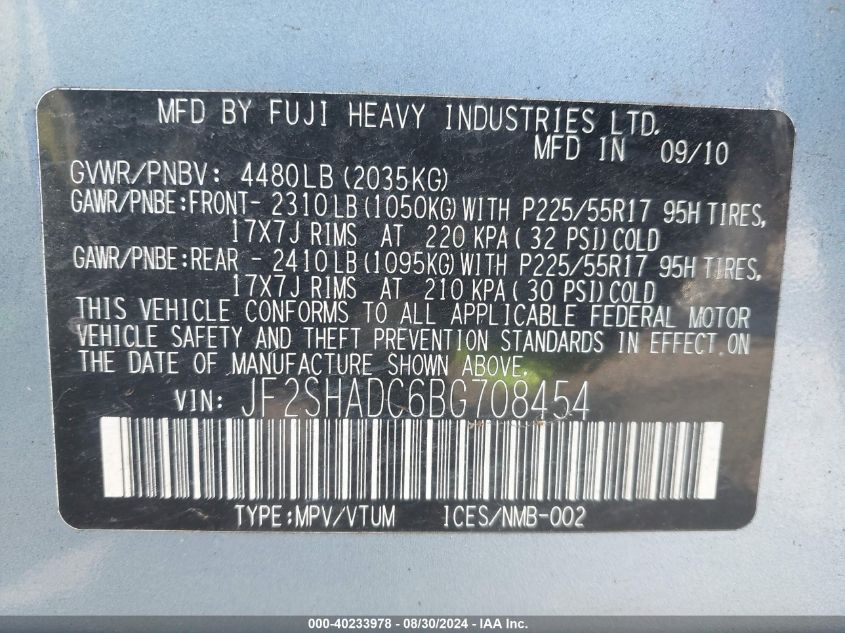 MFD BY FUJI HEAVY INDUSTRIES LTD.
MFD IN 09/10
GVWR/PNBV: 4480LB (2035KG)
GAWR/PNBE:FRONT- 2310LB(1050KG)WITH P225/55R17 95H TIRES,
17X7J RIMS AT 220 KPA( 32 PSI)COLD
GAWR/PNBE:REAR - 2410LB(1095KG)WITH P225/55R17 95H TIRES,
17X7J RIMS AT 210 KPA( 30 PSI)COLD
THIS VEHICLE CONFORMS TO ALL APPLICABLE FEDERAL MOTOR
VEHICLE SAFETY AND THEFT PREVENTION STANDARDS IN EFFECT ON
THE DATE OF MANUFACTURE SHOWN ABOVE.
VIN: JF2SHADC6BG708454
TYPE:MPV/VTUM ICES/NMB-002
000-40233978 - 08/30/2024 - IAA Inc.